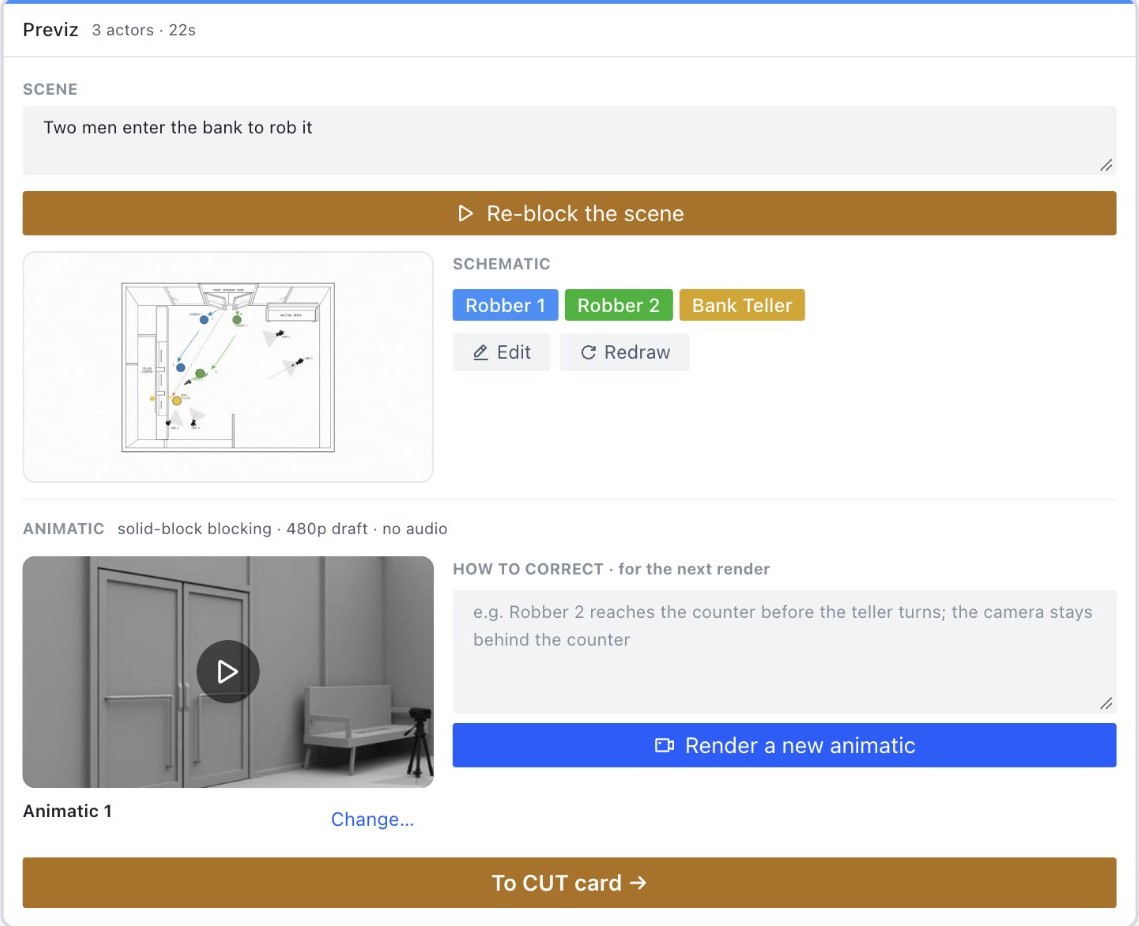 Previz 3 actors · 22s
SCENE
Two men enter the bank to rob it
Re-block the scene
SCHEMATIC
Robber 1 Robber 2 Bank Teller
Edit Redraw
ANIMATIC solid-block blocking · 480p draft · no audio
HOW TO CORRECT · for the next render
e.g. Robber 2 reaches the counter before the teller turns; the camera stays
behind the counter
Render a new animatic
Animatic 1
Change...
To CUT card →